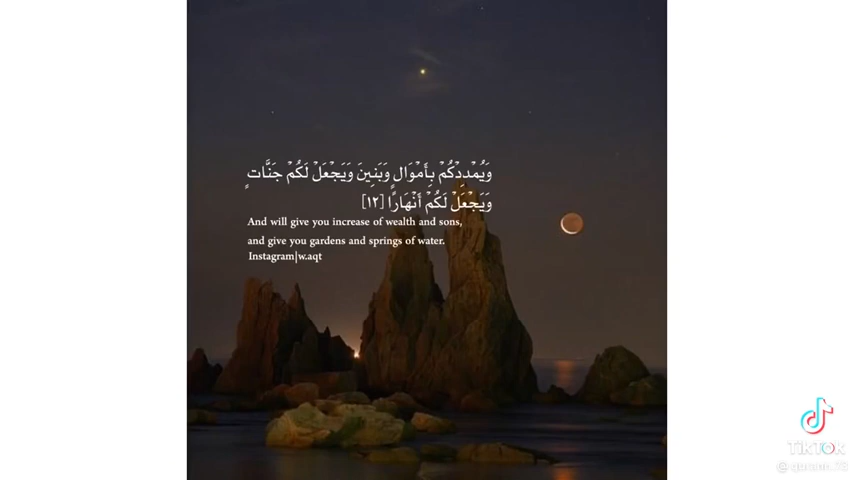 وَيُمْدِدْكُمْ بِأَمْوَالٍ وَبَنِينَ وَيَجْعَلْ لَكُمْ جَنَّاتٍ
وَيَجْعَلْ لَكُمْ أَنْهَارًا [١٢]
And will give you increase of wealth and sons,
and give you gardens and springs of water.
Instagram|w.aqt
TikTok